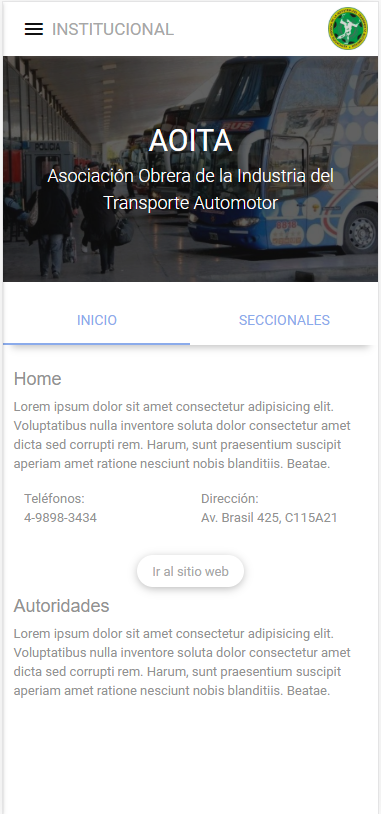 INSTITUCIONAL
AOITA
Asociación Obrera de la Industria del
Transporte Automotor
INICIO
SECCIONALES
Home
Lorem ipsum dolor sit amet consectetur adipisicing elit.
Voluptatibus nulla inventore soluta dolor consectetur amet
dicta sed corrupti rem. Harum, sunt praesentium suscipit
aperiam amet ratione nesciunt nobis blanditiis. Beatae.
Teléfonos:
4-9898-3434
Dirección:
Av. Brasil 425, C115A21
Ir al sitio web
Autoridades
Lorem ipsum dolor sit amet consectetur adipisicing elit.
Voluptatibus nulla inventore soluta dolor consectetur amet
dicta sed corrupti rem. Harum, sunt praesentium suscipit
aperiam amet ratione nesciunt nobis blanditiis. Beatae.